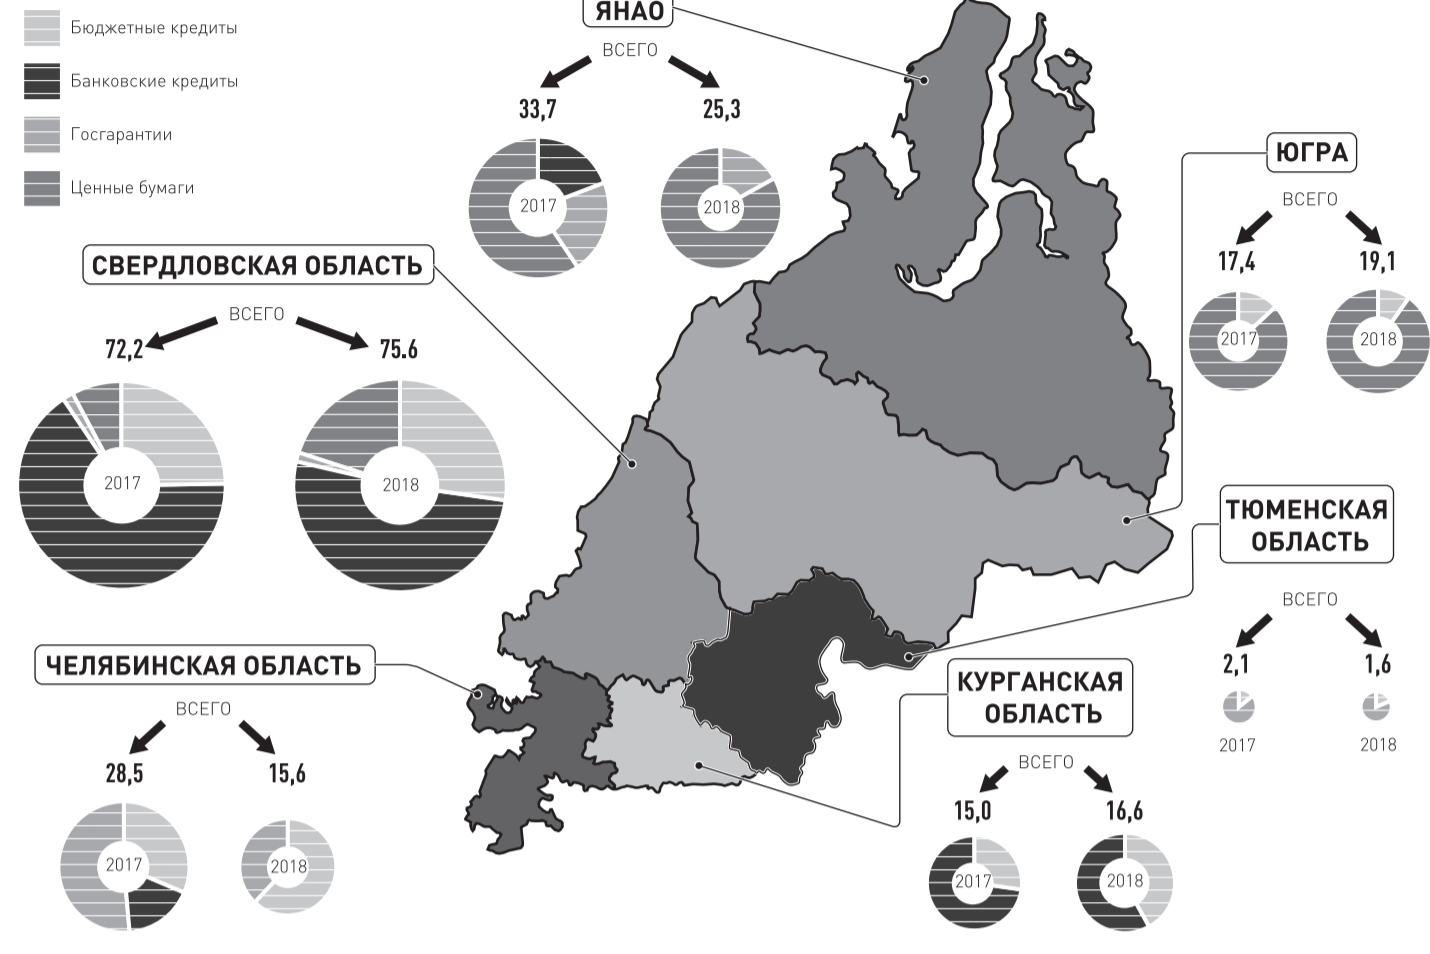 Бюджетные кредиты
Банковские кредиты
Госгарантии
Ценные бумаги
ЯНАО
ВСЕГО
33,7
25,3
2017
2018
ЮГРА
ВСЕГО
17,4
19,1
2017
2018
СВЕРДЛОВСКАЯ ОБЛАСТЬ
ВСЕГО
72,2
75.6
2017
2018
ТЮМЕНСКАЯ
ОБЛАСТЬ
ВСЕГО
2,1
1,6
2017
2018
ЧЕЛЯБИНСКАЯ ОБЛАСТЬ
ВСЕГО
28,5
15,6
2017
2018
КУРГАНСКАЯ
ОБЛАСТЬ
ВСЕГО
15,0
16,6
2017
2018